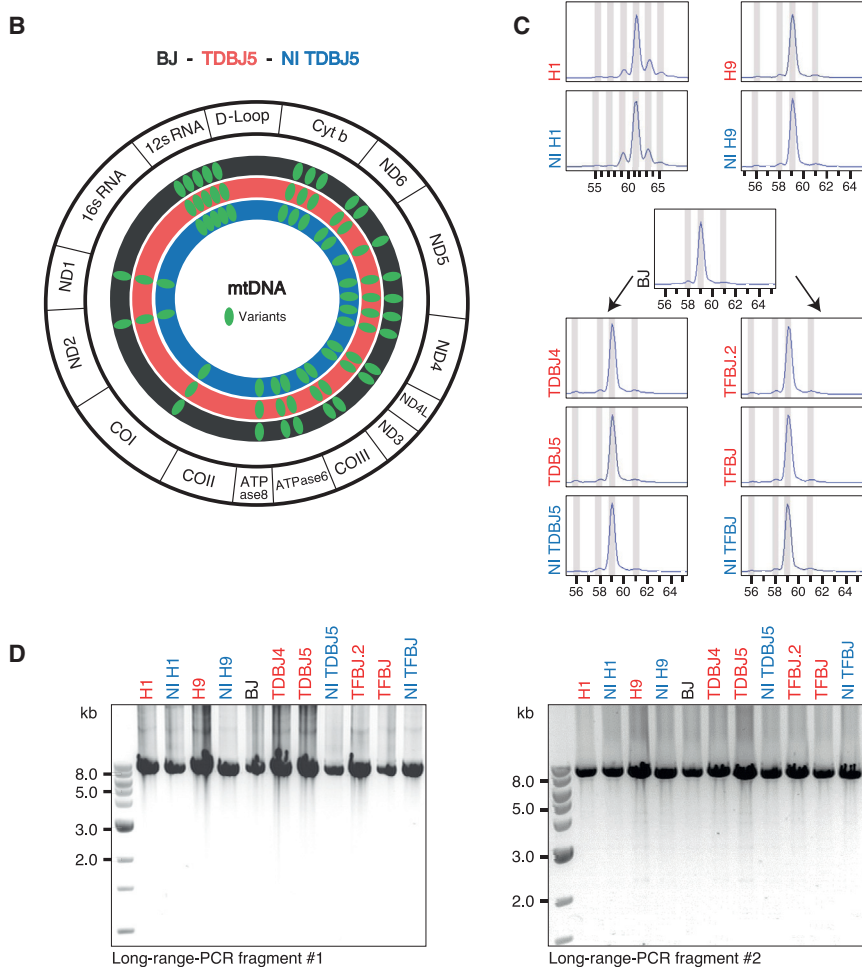 B
BJ - TDBJ5 - NI TDBJ5
D-Loop
Cyt b
ND6
ND5
ND4
ND4L
ND3
COIII
ATPase6
ATP
ase8
COII
COI
ND2
ND1
16s RNA
12s RNA
mtDNA
Variants
C
H1
NI H1
55 60 65
H9
NI H9
56 58 60 62 64
BJ
56 58 60 62 64
TDBJ4
TDBJ5
NI TDBJ5
56 58 60 62 64
TFBJ.2
TFBJ
NI TFBJ
56 58 60 62 64
D
H1 NI H1 H9 NI H9 BJ TDBJ4 TDBJ5 NI TDBJ5 TFBJ.2 TFBJ NI TFBJ
kb
8.0
5.0
3.0
2.0
Long-range-PCR fragment #1
H1 NI H1 H9 NI H9 BJ TDBJ4 TDBJ5 NI TDBJ5 TFBJ.2 TFBJ NI TFBJ
kb
8.0
5.0
3.0
2.0
Long-range-PCR fragment #2